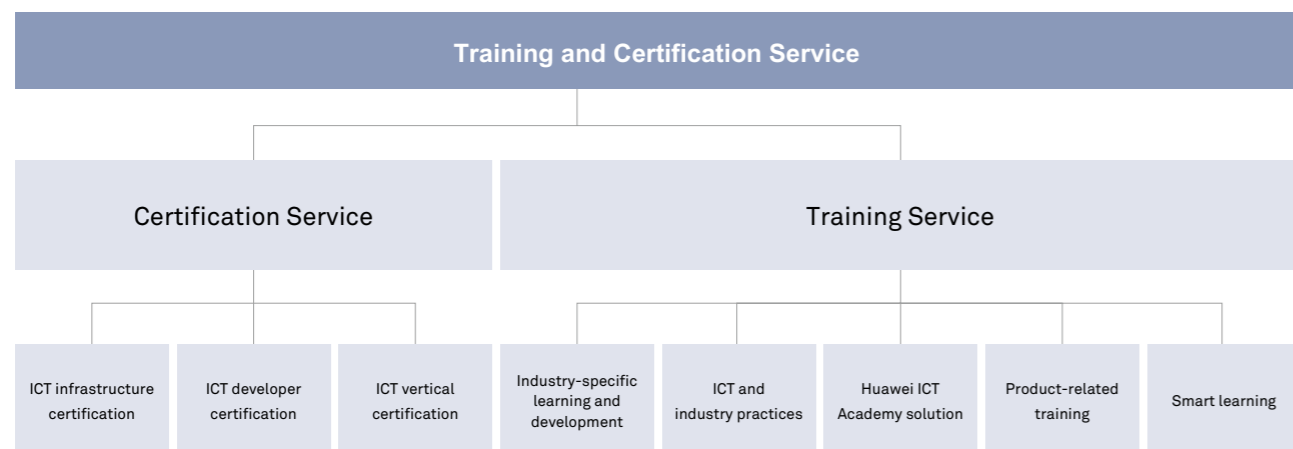 Training and Certification Service
Certification Service
Training Service
ICT infrastructure
certification
ICT developer
certification
ICT vertical
certification
Industry-specific
learning and
development
ICT and
industry practices
Huawei ICT
Academy solution
Product-related
training
Smart learning